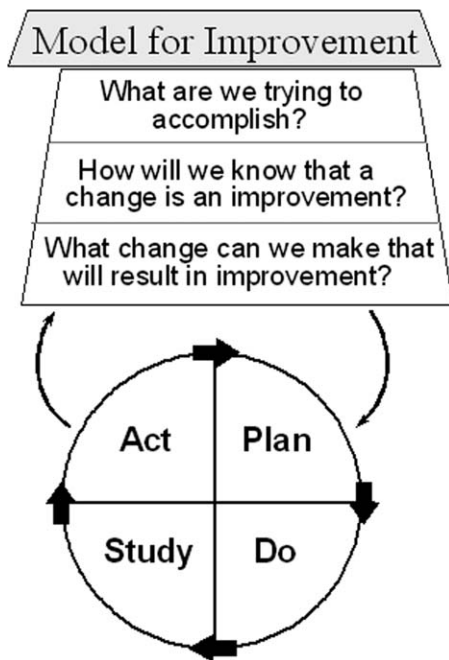 Model for Improvement
What are we trying to
accomplish?
How will we know that a
change is an improvement?
What change can we make that
will result in improvement?
Act
Plan
Study
Do